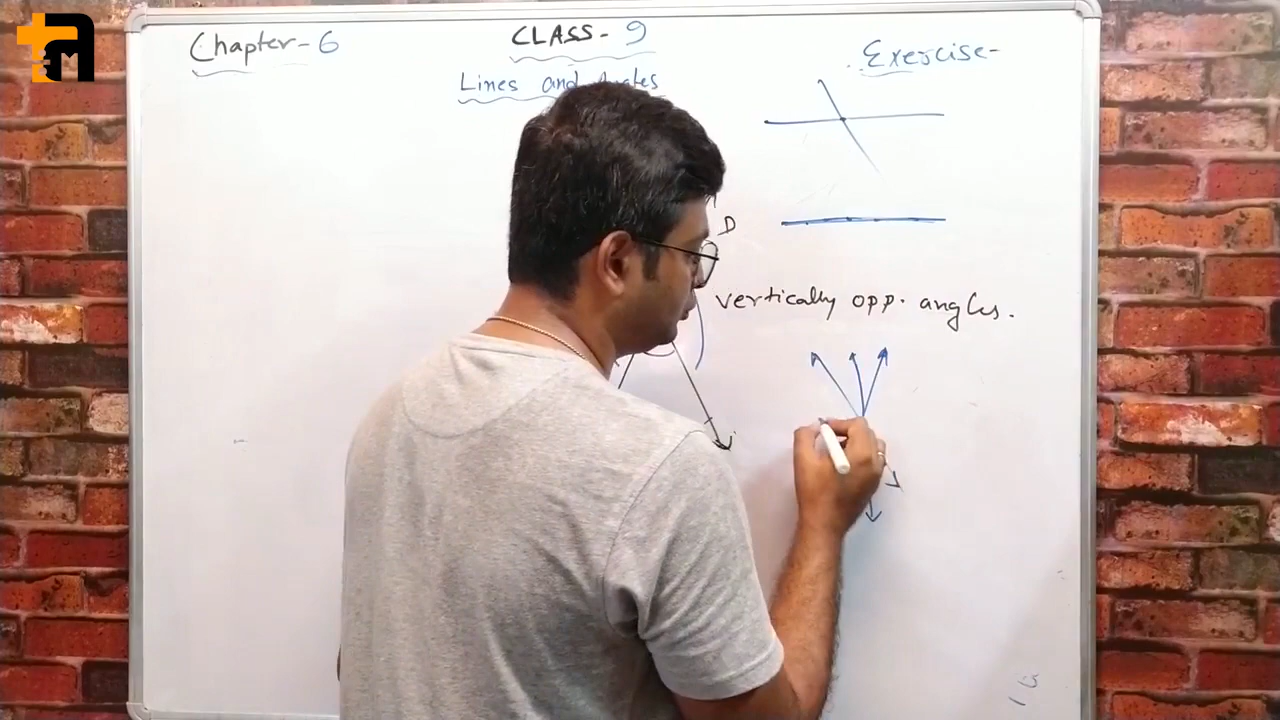 Chapter-6
CLASS-9
Lines and Angles
Exercise-
D
vertically opp. angles.